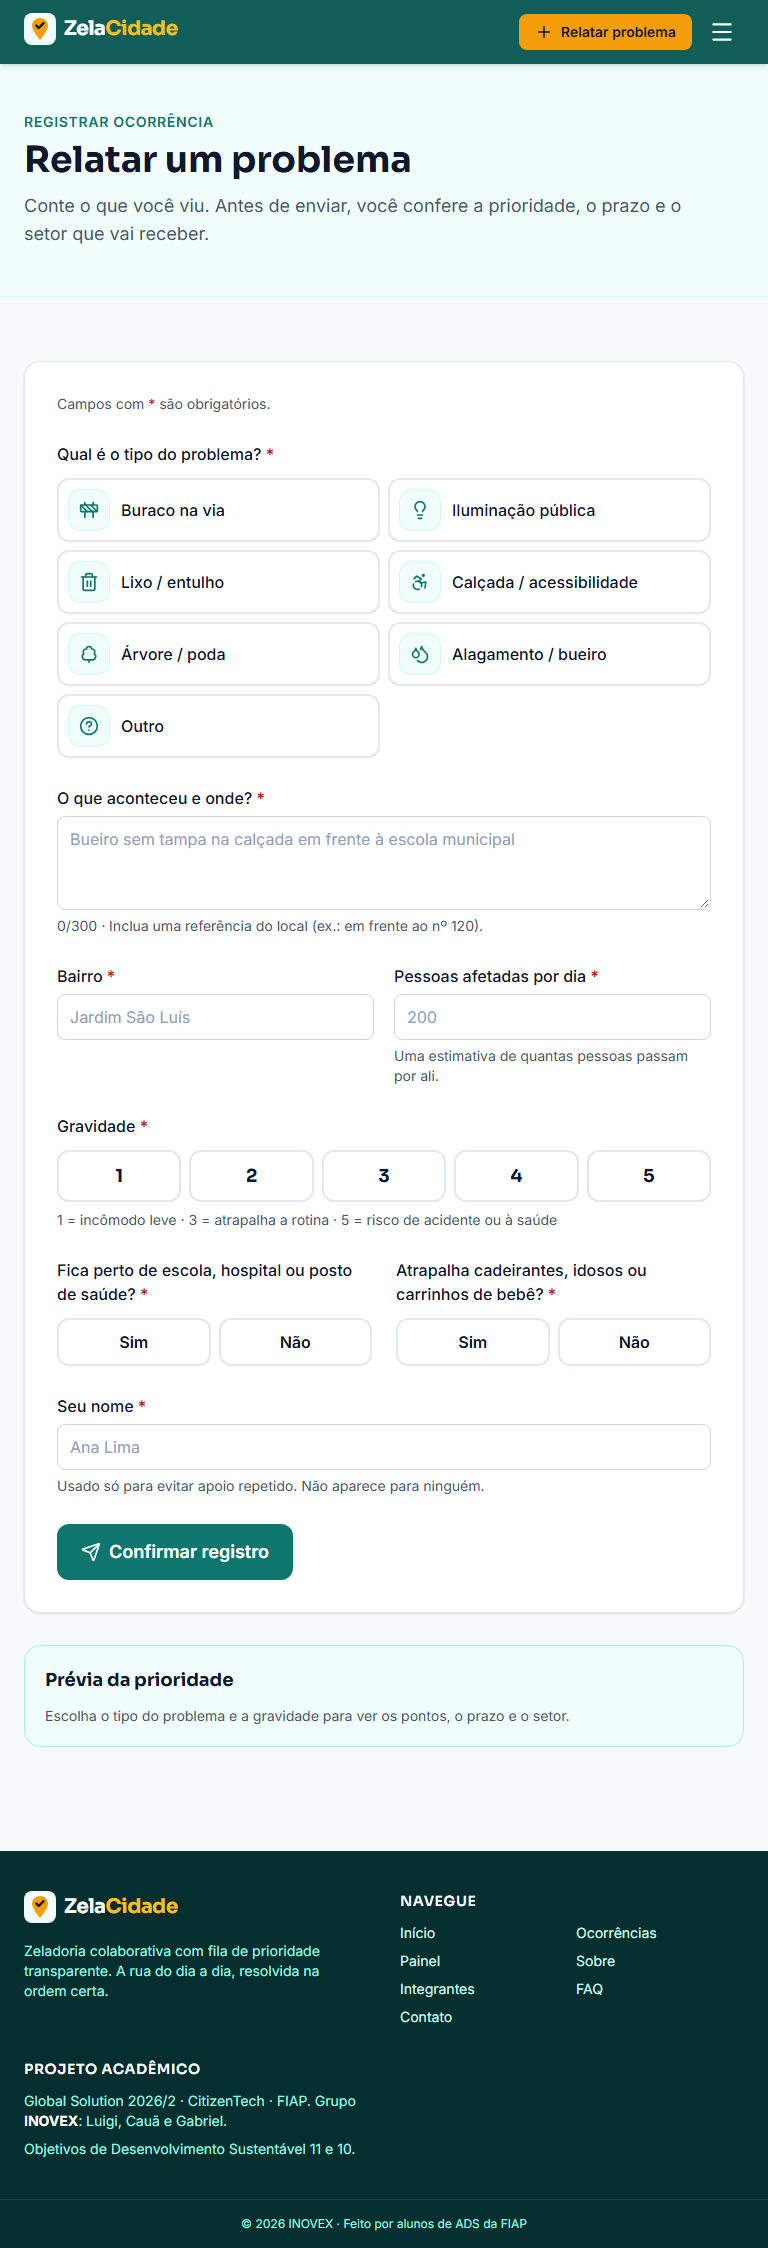 ZelaCidade
Relatar problema
REGISTRAR OCORRÊNCIA
Relatar um problema
Conte o que você viu. Antes de enviar, você confere a prioridade, o prazo e o
setor que vai receber.
Campos com * são obrigatórios.
Qual é o tipo do problema? *
Buraco na via
Iluminação pública
Lixo / entulho
Calçada / acessibilidade
Árvore / poda
Alagamento / bueiro
Outro
O que aconteceu e onde? *
Bueiro sem tampa na calçada em frente à escola municipal
0/300 · Inclua uma referência do local (ex.: em frente ao nº 120).
Bairro *
Jardim São Luís
Pessoas afetadas por dia *
200
Uma estimativa de quantas pessoas passam
por ali.
Gravidade *
1
2
3
4
5
1 = incômodo leve · 3 = atrapalha a rotina · 5 = risco de acidente ou à saúde
Fica perto de escola, hospital ou posto
de saúde? *
Sim
Não
Atrapalha cadeirantes, idosos ou
carrinhos de bebê? *
Sim
Não
Seu nome *
Ana Lima
Usado só para evitar apoio repetido. Não aparece para ninguém.
Confirmar registro
Prévia da prioridade
Escolha o tipo do problema e a gravidade para ver os pontos, o prazo e o setor.
ZelaCidade
Zeladoria colaborativa com fila de prioridade
transparente. A rua do dia a dia, resolvida na
ordem certa.
NAVEGUE
Início
Ocorrências
Painel
Sobre
Integrantes
FAQ
Contato
PROJETO ACADÊMICO
Global Solution 2026/2 · CitizenTech · FIAP. Grupo
INOVEX: Luigi, Cauã e Gabriel.
Objetivos de Desenvolvimento Sustentável 11 e 10.
© 2026 INOVEX · Feito por alunos de ADS da FIAP